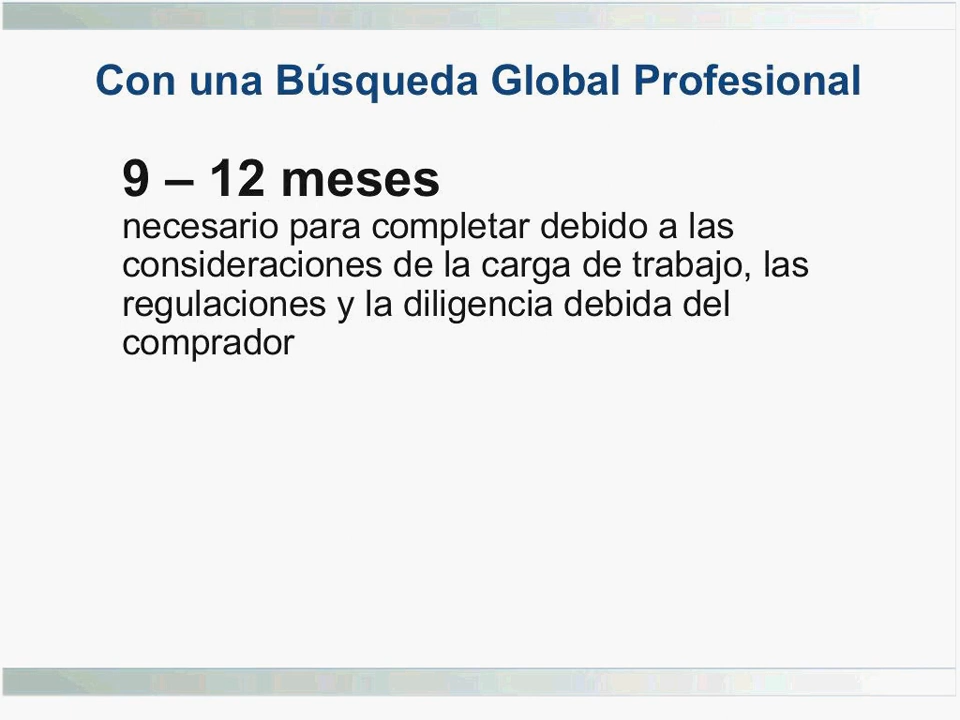 Con una Búsqueda Global Profesional
9 – 12 meses
necesario para completar debido a las
consideraciones de la carga de trabajo, las
regulaciones y la diligencia debida del
comprador